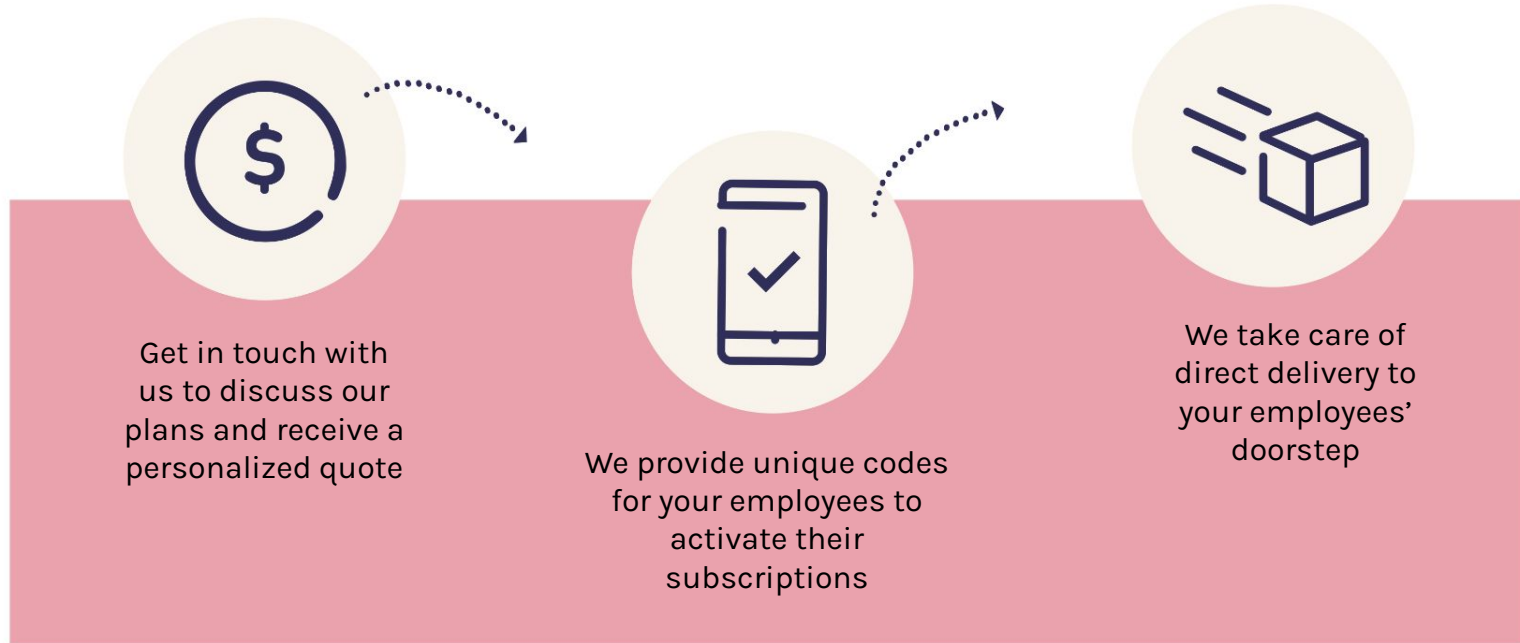 $
Get in touch with
us to discuss our
plans and receive a
personalized quote
We provide unique codes
for your employees to
activate their
subscriptions
We take care of
direct delivery to
your employees’
doorstep